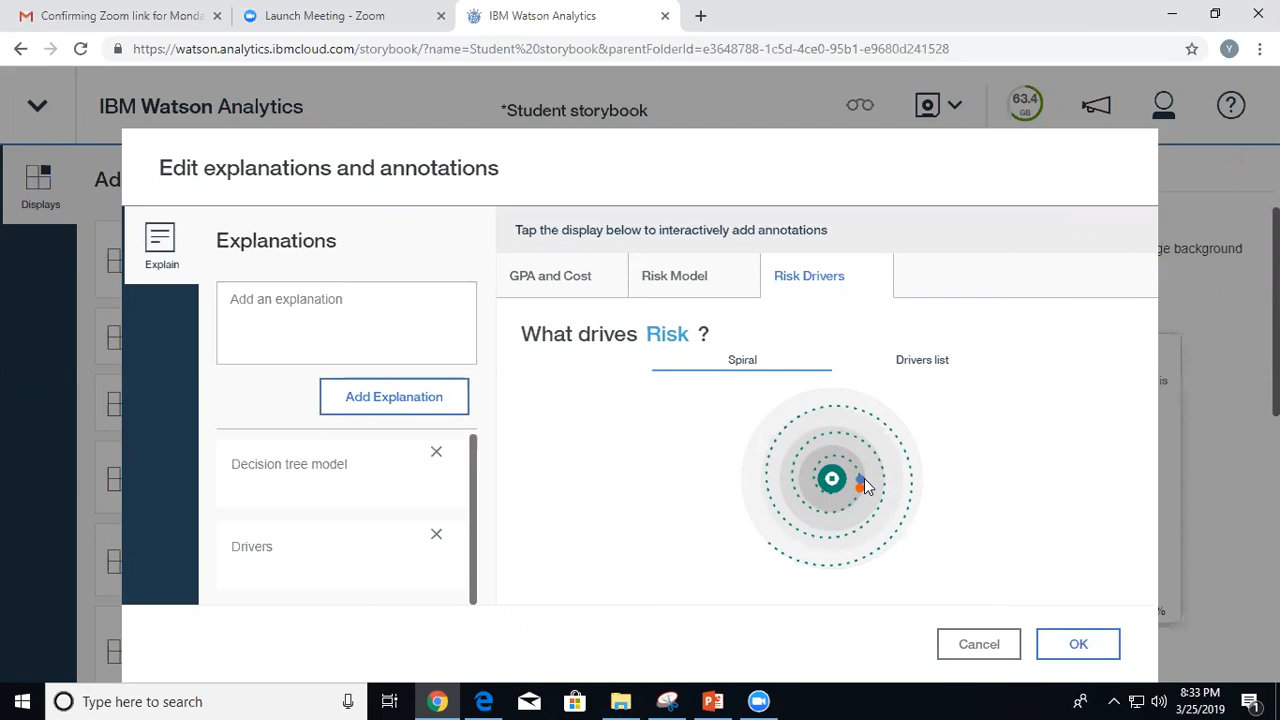 Confirming Zoom link for Monda
Launch Meeting - Zoom
IBM Watson Analytics
https://watson.analytics.ibmcloud.com/storybook/?name=Student%20storybook&parentFolderId=e3648788-1c5d-4ce0-95b1-e9680d241528
Y
IBM Watson Analytics
*Student storybook
63.4
GB
?
Displays
Ad
Edit explanations and annotations
Explain
Explanations
Add an explanation
Add Explanation
Decision tree model
Drivers
Tap the display below to interactively add annotations
GPA and Cost
Risk Model
Risk Drivers
What drives Risk ?
Spiral
Drivers list
ge background
is
%
Cancel
OK
Type here to search
8:33 PM
3/25/2019
1